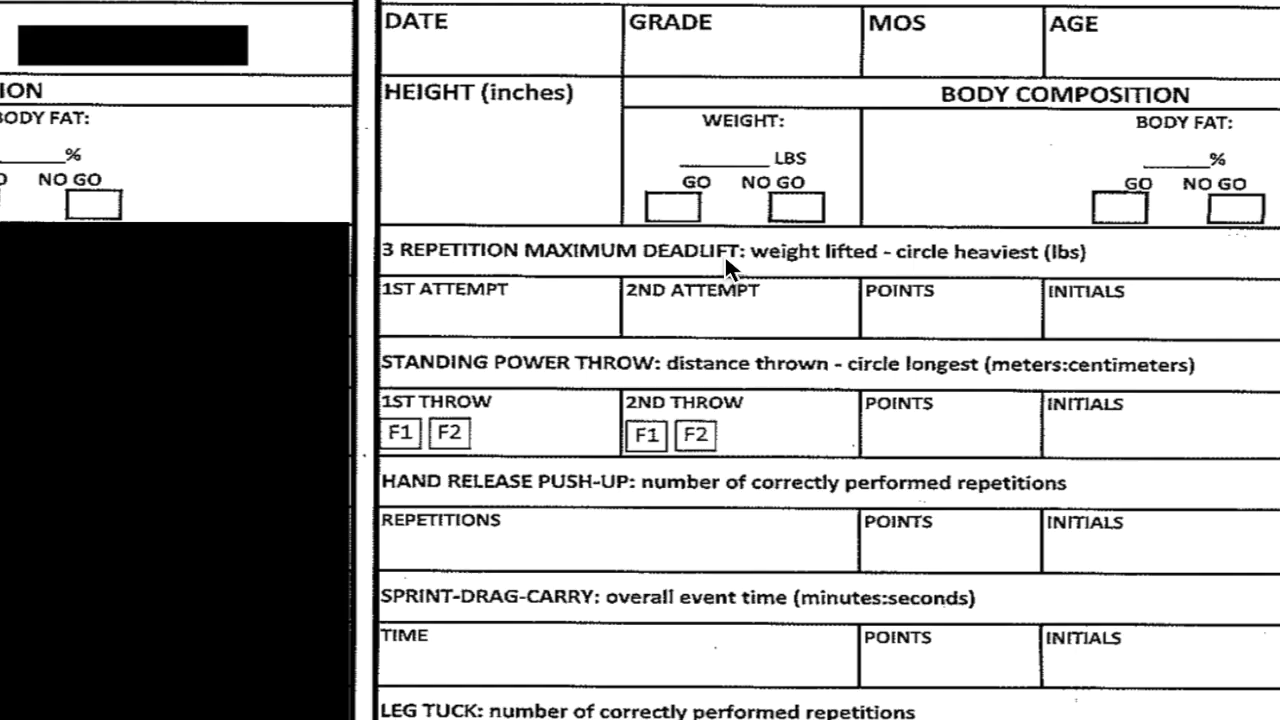 DATE GRADE MOS AGE
ION
HEIGHT (inches) BODY COMPOSITION
BODY FAT:
WEIGHT: BODY FAT:
______% 
_________ LBS ______%
NO GO
GO NO GO GO NO GO
3 REPETITION MAXIMUM DEADLIFT: weight lifted - circle heaviest (lbs)
1ST ATTEMPT 2ND ATTEMPT POINTS INITIALS
STANDING POWER THROW: distance thrown - circle longest (meters:centimeters)
1ST THROW 2ND THROW POINTS INITIALS
F1 F2 F1 F2
HAND RELEASE PUSH-UP: number of correctly performed repetitions
REPETITIONS POINTS INITIALS
SPRINT-DRAG-CARRY: overall event time (minutes:seconds)
TIME POINTS INITIALS
LEG TUCK: number of correctly performed repetitions